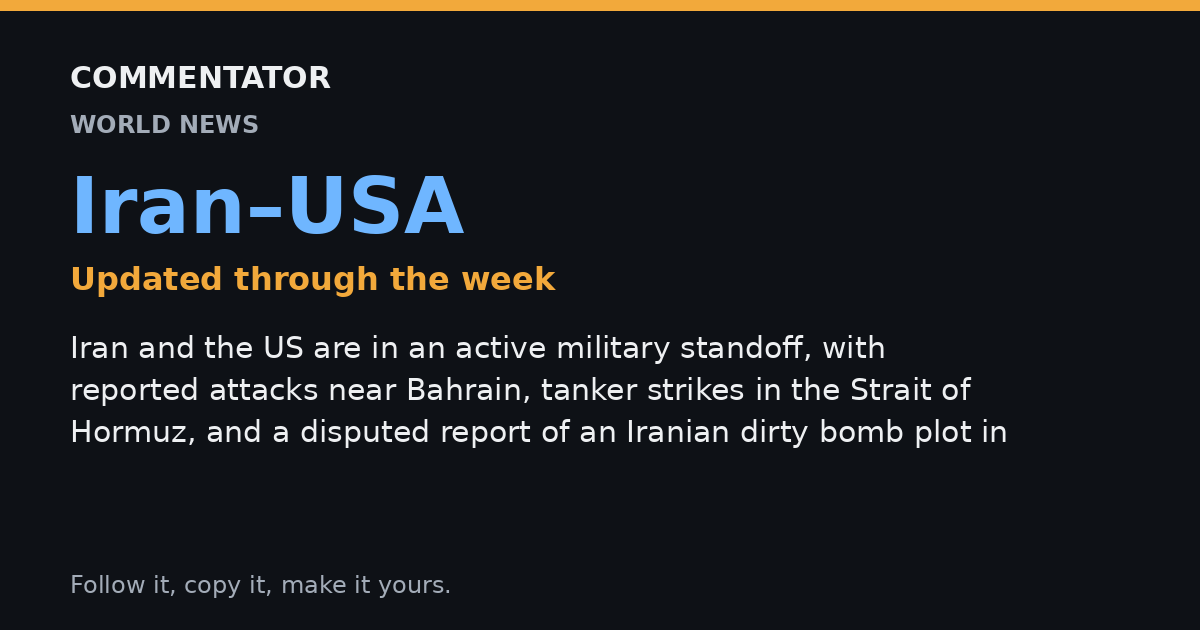 COMMENTATOR
WORLD NEWS
Iran–USA
Updated through the week
Iran and the US are in an active military standoff, with
reported attacks near Bahrain, tanker strikes in the Strait of
Hormuz, and a disputed report of an Iranian dirty bomb plot in
Follow it, copy it, make it yours.